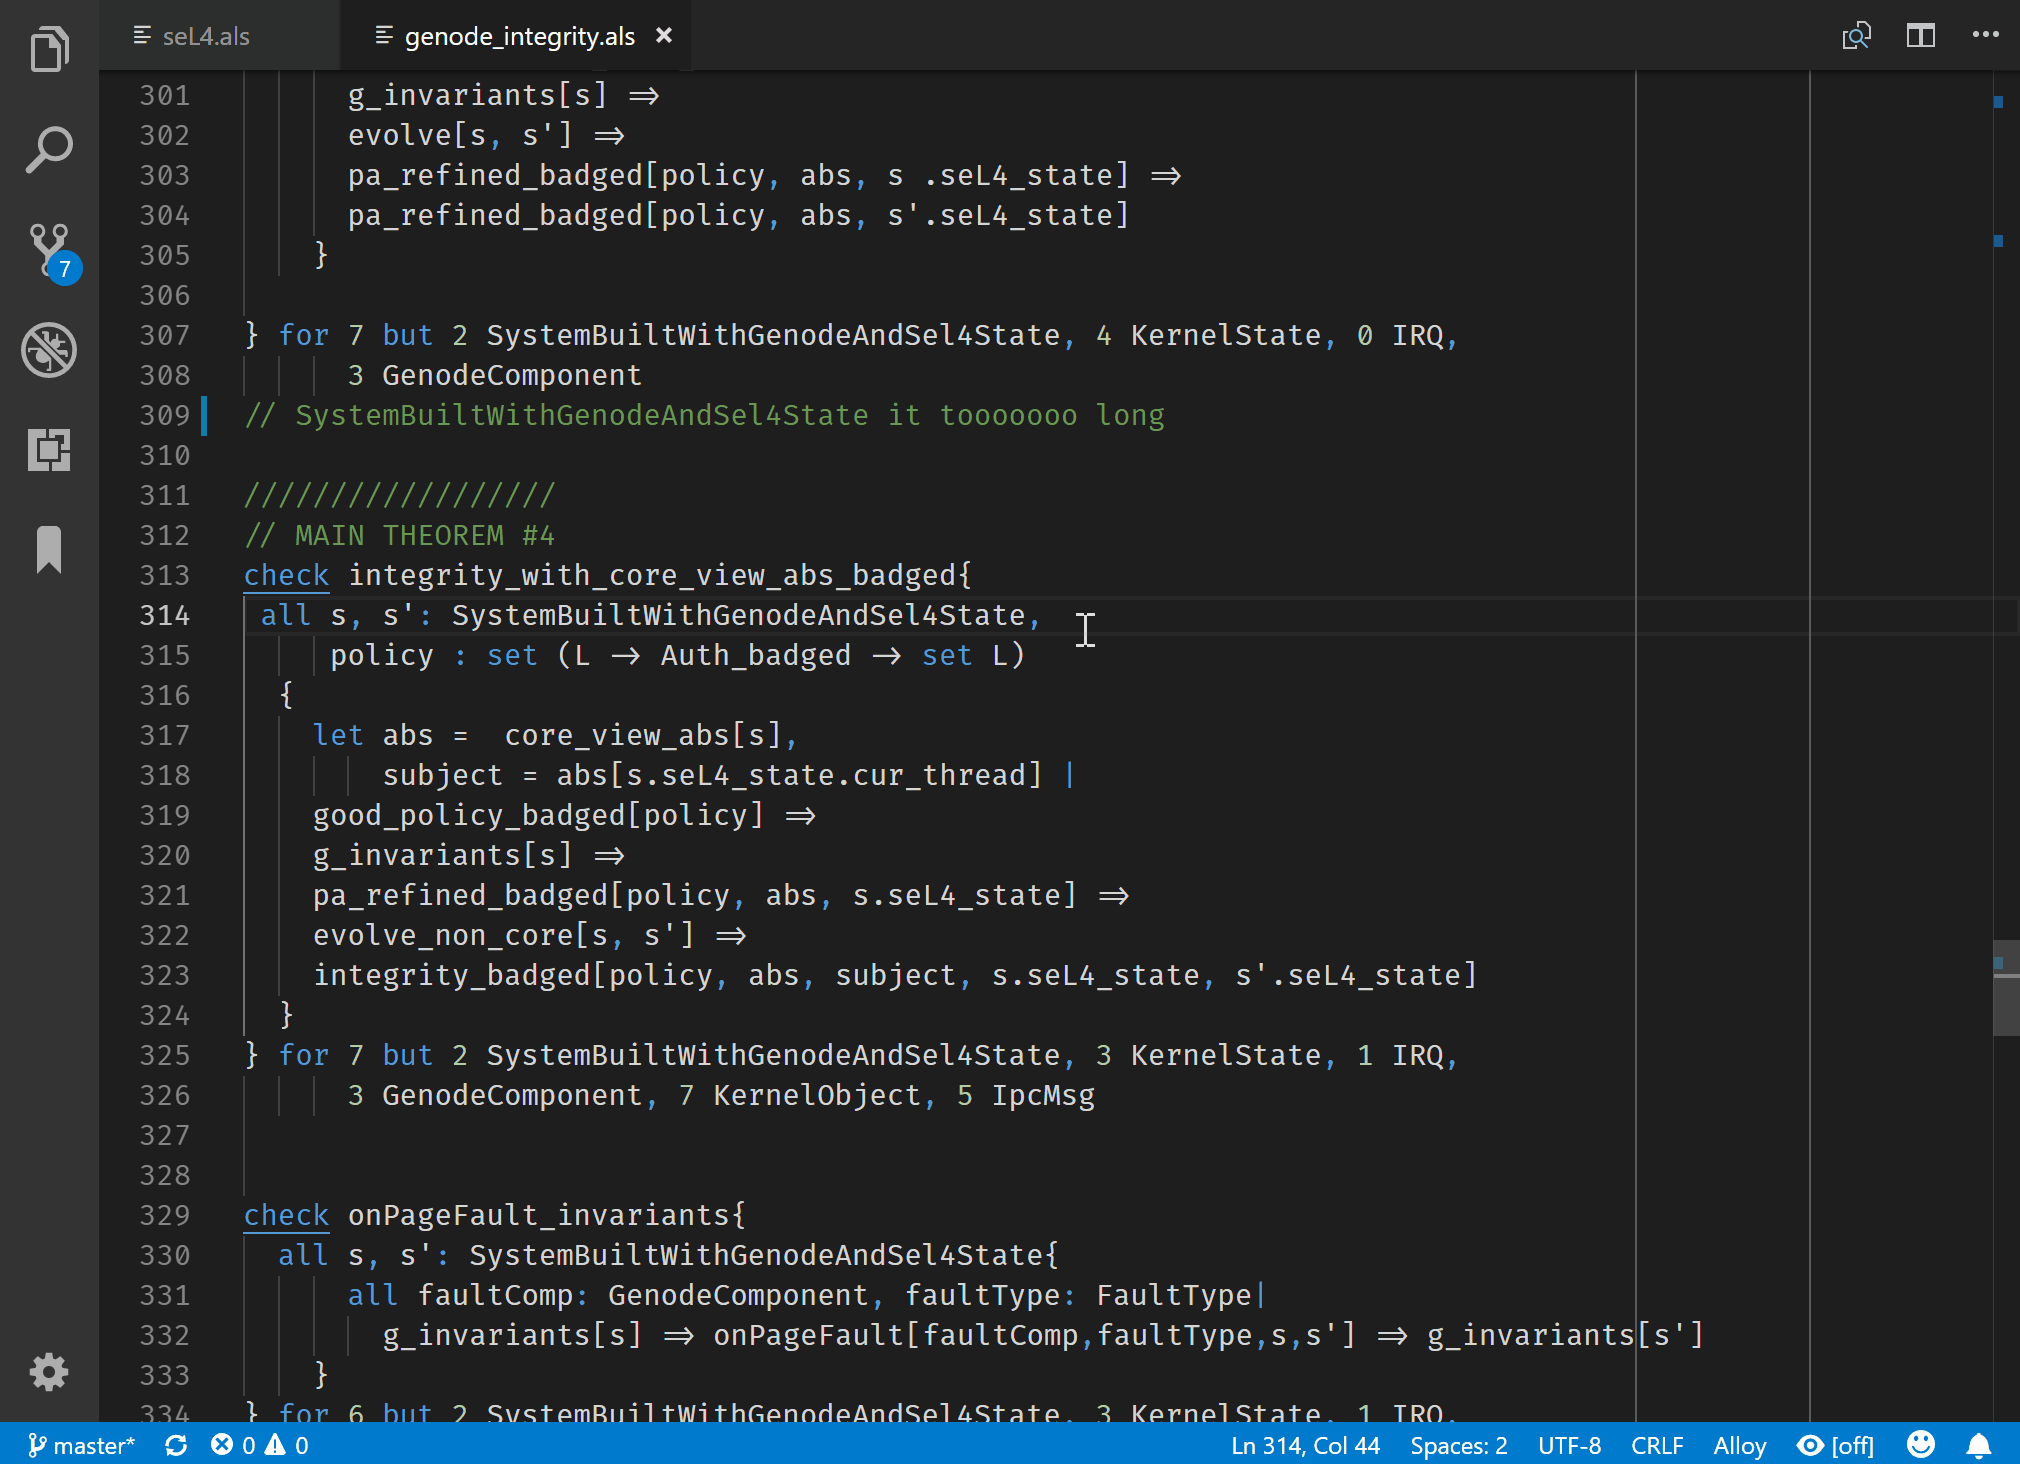 seL4.als
genode_integrity.als
301 g_invariants[s] ⇒
302 evolve[s, s'] ⇒
303 pa_refined_badged[policy, abs, s .seL4_state] ⇒
304 pa_refined_badged[policy, abs, s'.seL4_state]
305 }
306
307 } for 7 but 2 SystemBuiltWithGenodeAndSel4State, 4 KernelState, 0 IRQ,
308 3 GenodeComponent
309 // SystemBuiltWithGenodeAndSel4State it tooooooo long
310
311 //////////////////
312 // MAIN THEOREM #4
313 check integrity_with_core_view_abs_badged{
314 all s, s': SystemBuiltWithGenodeAndSel4State,
315 policy : set (L → Auth_badged → set L)
316 {
317 let abs =  core_view_abs[s],
318 subject = abs[s.seL4_state.cur_thread] |
319 good_policy_badged[policy] ⇒
320 g_invariants[s] ⇒
321 pa_refined_badged[policy, abs, s.seL4_state] ⇒
322 evolve_non_core[s, s'] ⇒
323 integrity_badged[policy, abs, subject, s.seL4_state, s'.seL4_state]
324 }
325 } for 7 but 2 SystemBuiltWithGenodeAndSel4State, 3 KernelState, 1 IRQ,
326 3 GenodeComponent, 7 KernelObject, 5 IpcMsg
327
328
329 check onPageFault_invariants{
330 all s, s': SystemBuiltWithGenodeAndSel4State{
331 all faultComp: GenodeComponent, faultType: FaultType|
332 g_invariants[s] ⇒ onPageFault[faultComp,faultType,s,s'] ⇒ g_invariants[s']
333 }
334 } for 6 but 2 SystemBuiltWithGenodeAndSel4State, 3 KernelState, 1 IRQ,
7
master* 0 0 Ln 314, Col 44 Spaces: 2 UTF-8 CRLF Alloy [off]